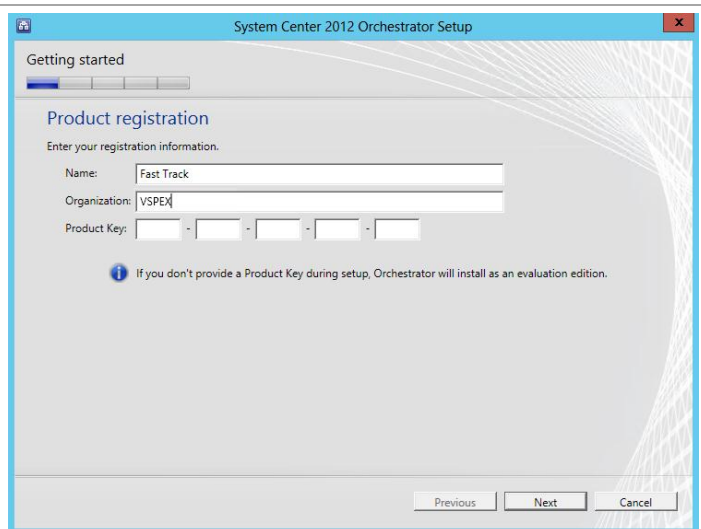 System Center 2012 Orchestrator Setup
x
Getting started
Product registration
Enter your registration information.
Name: Fast Track
Organization: VSPEX
Product Key: - - - -
If you don't provide a Product Key during setup, Orchestrator will install as an evaluation edition.
Previous Next Cancel